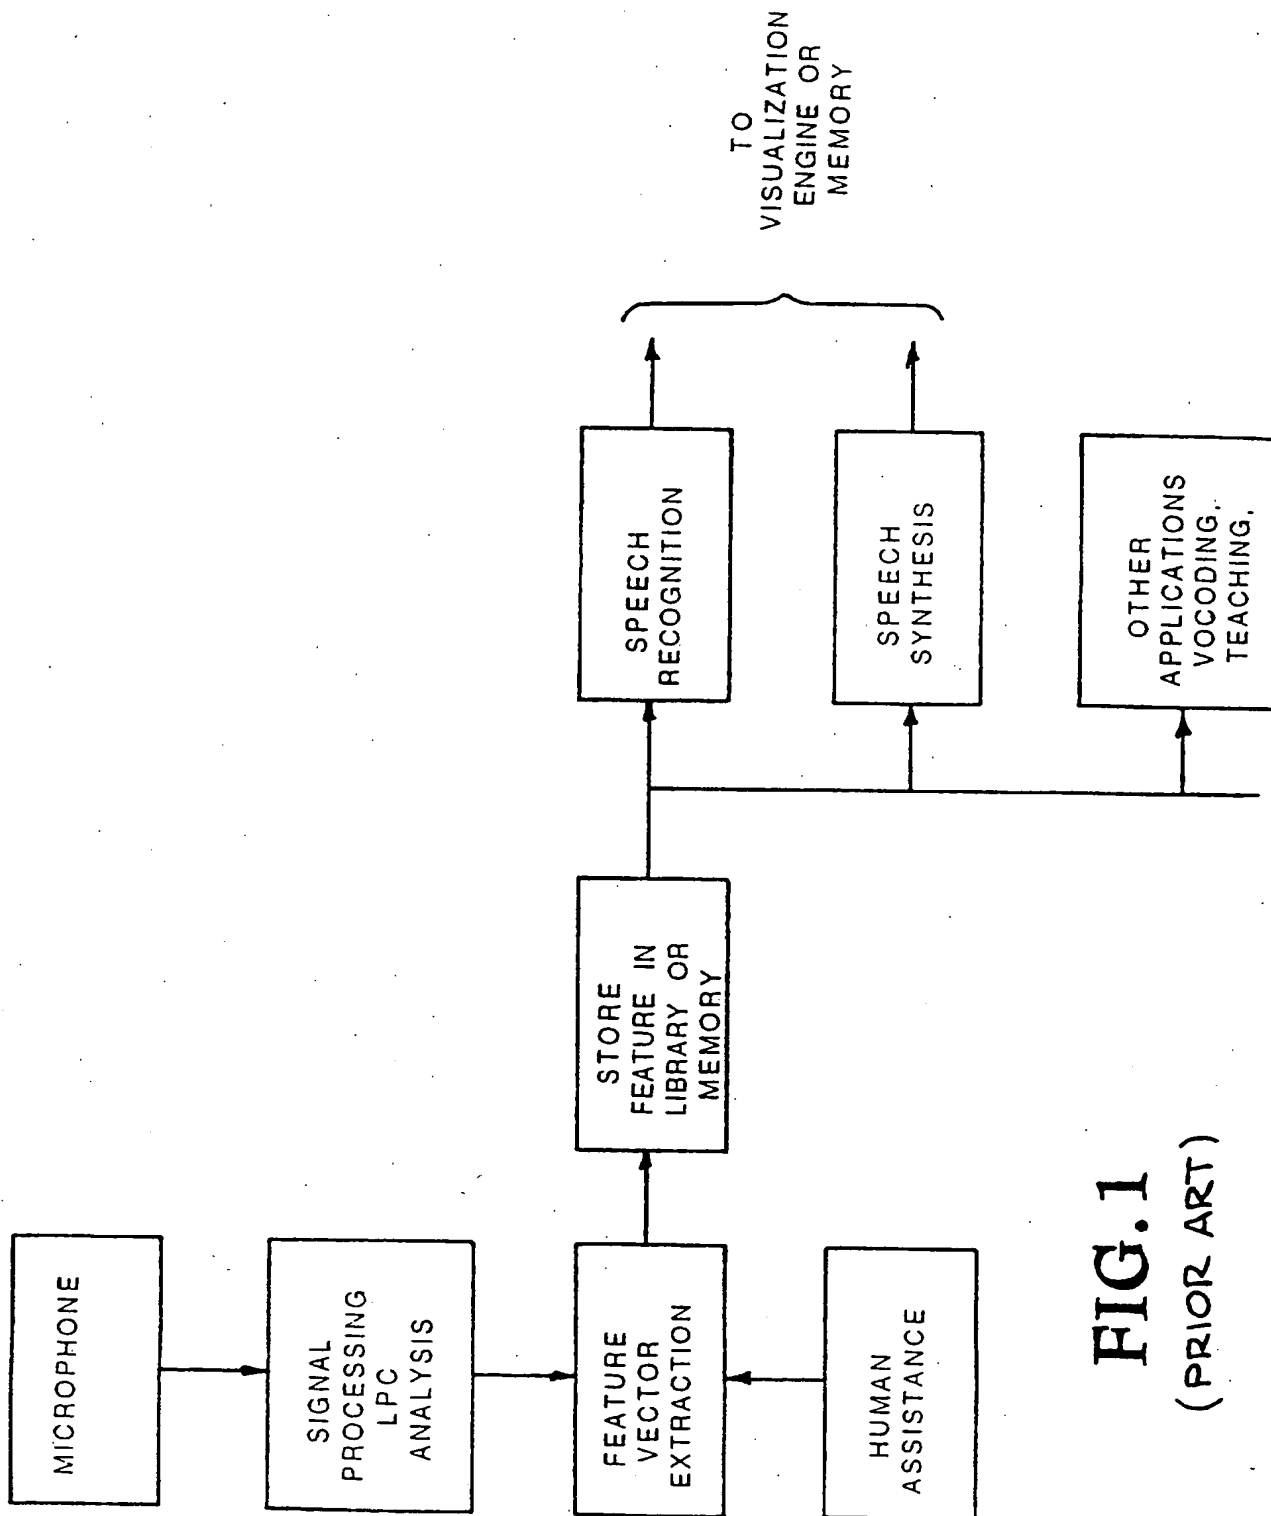 MICROPHONE
SIGNAL
PROCESSING
LPC
ANALYSIS
FEATURE
VECTOR
EXTRACTION
HUMAN
ASSISTANCE
STORE
FEATURE IN
LIBRARY OR
MEMORY
SPEECH
RECOGNITION
SPEECH
SYNTHESIS
OTHER
APPLICATIONS
VOCODING,
TEACHING,
TO
VISUALIZATION
ENGINE OR
MEMORY
FIG.1
(PRIOR ART)